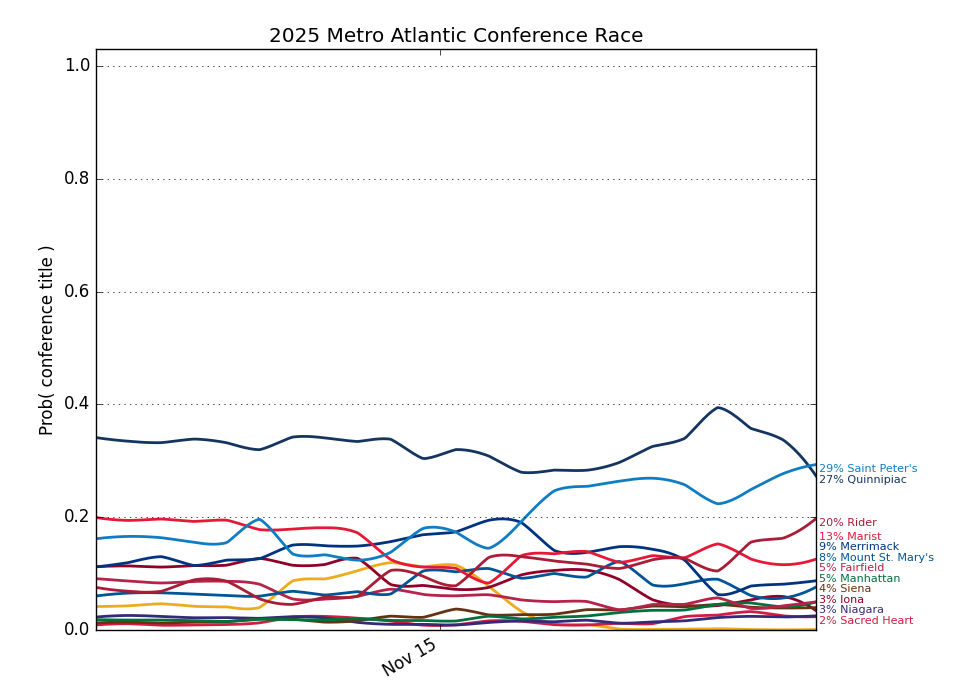 2025 Metro Atlantic Conference Race
1.0
0.8
0.6
0.4
0.2
0.0
Prob( conference title )
Nov 15
29% Saint Peter's
27% Quinnipiac
20% Rider
13% Marist
9% Merrimack
8% Mount St. Mary's
5% Fairfield
5% Manhattan
4% Siena
3% Iona
3% Niagara
2% Sacred Heart